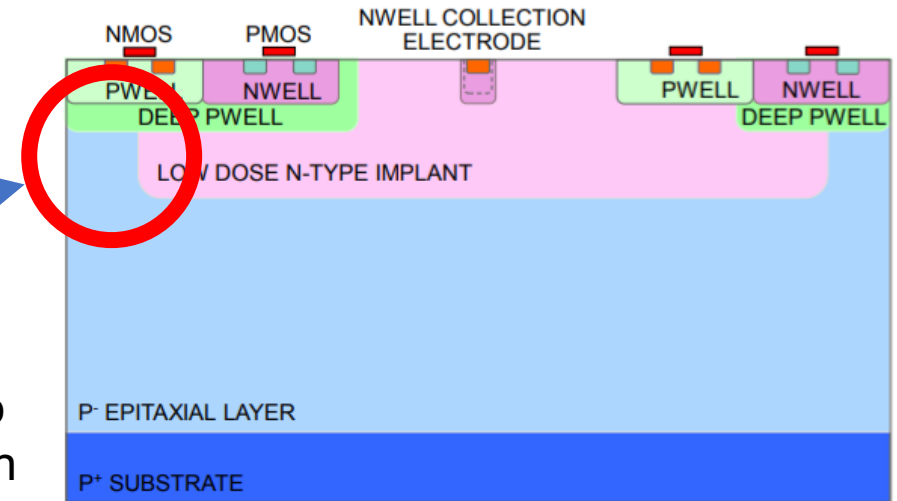 NMOS
PMOS
NWELL COLLECTION
ELECTRODE
PWELL
NWELL
DEEP PWELL
PWELL
NWELL
DEEP PWELL
LOW DOSE N-TYPE IMPLANT
P- EPITAXIAL LAYER
P+ SUBSTRATE